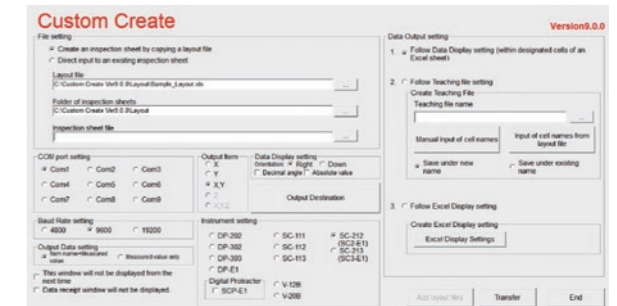 Custom Create
Version9.0.0
File setting
Create an inspection sheet by copying a layout file
Direct input to an existing inspection sheet
Layout file
C:\Custom Create Ver9.0.0\Layout\Sample_Layout.xls
...
Folder of inspection sheets
C:\Custom Create Ver9.0.0\Layout
...
Inspection sheet file
...
COM port setting
Com1 Com2 Com3
Com4 Com5 Com6
Com7 Com8 Com9
Output Item
X
Y
X,Y
Z
X,Y,Z
Data Display setting
Orientation Right Down
Decimal angle Absolute value
Output Destination
Baud Rate setting
4800 9600 19200
Output Data setting
Item name+Measured value
Measured value only
This window will not be displayed from the next time
Data receipt window will not be displayed.
Instrument setting
DP-202 SC-111 SC-212 (SC2-E1)
DP-302 SC-112 SC-213 (SC3-E1)
DP-303 SC-113
DP-E1
Digital Protracter
SCP-E1
V-12B
V-20B
Data Output setting
1. Follow Data Display setting (within designated cells of an Excel sheet)
2. Follow Teaching file setting
Create Teaching File
Teaching file name
...
Manual Input of cell names
Input of cell names from layout file
Save under new name
Save under existing name
3. Follow Excel Display setting
Create Excel Display setting
Excel Display Settings
Add layout files
Transfer
End